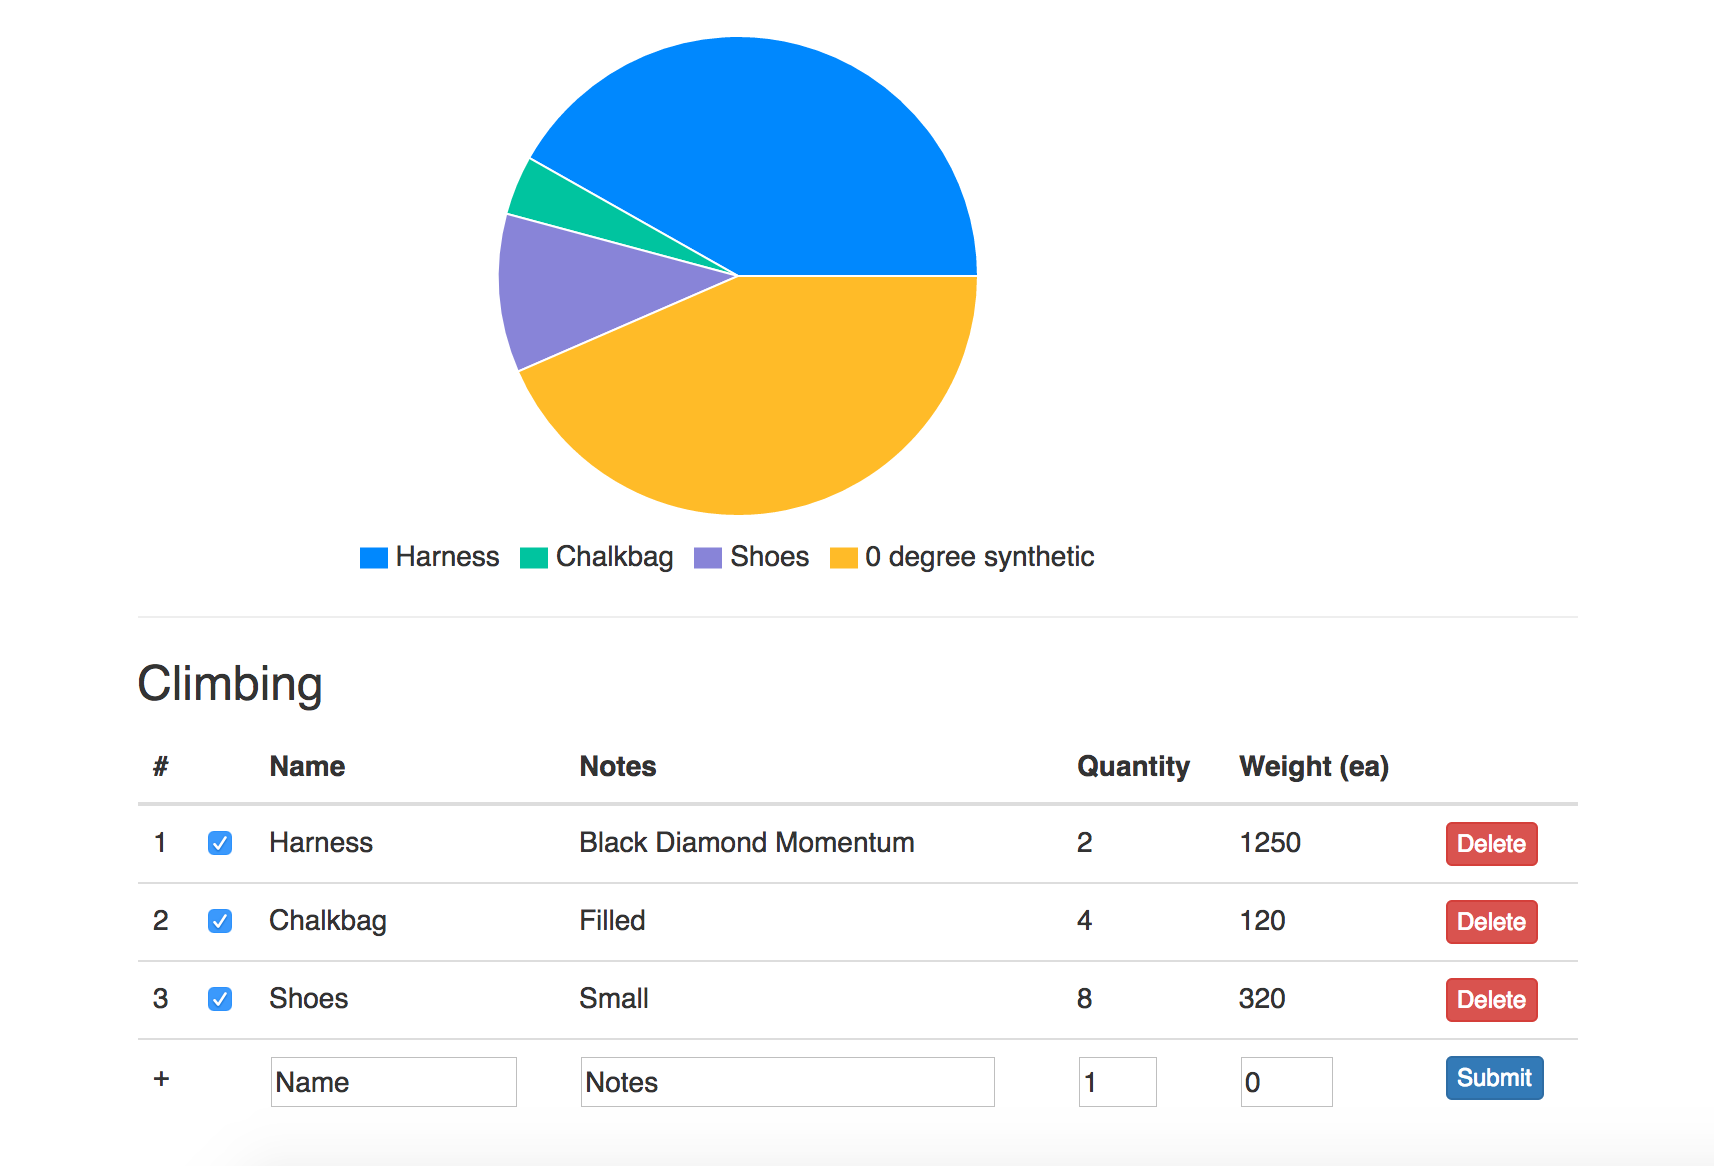 Harness Chalkbag Shoes 0 degree synthetic
Climbing
# Name Notes Quantity Weight (ea)
1 Harness Black Diamond Momentum 2 1250 Delete
2 Chalkbag Filled 4 120 Delete
3 Shoes Small 8 320 Delete
+ Name Notes 1 0 Submit